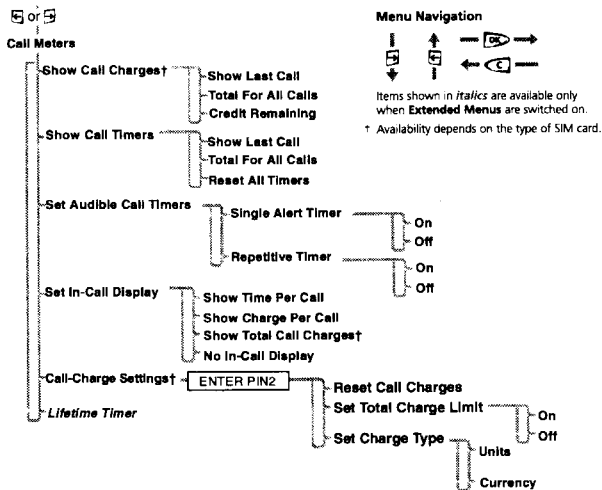 or
Call Meters
Show Call Charges†
Show Last Call
Total For All Calls
Credit Remaining
Show Call Timers
Show Last Call
Total For All Calls
Reset All Timers
Set Audible Call Timers
Single Alert Timer
On
Off
Repetitive Timer
On
Off
Set In-Call Display
Show Time Per Call
Show Charge Per Call
Show Total Call Charges†
No In-Call Display
Call-Charge Settings†
ENTER PIN2
Reset Call Charges
Set Total Charge Limit
On
Off
Set Charge Type
Units
Currency
Lifetime Timer
Menu Navigation
OK
C
Items shown in italics are available only
when Extended Menus are switched on.
† Availability depends on the type of SIM card.